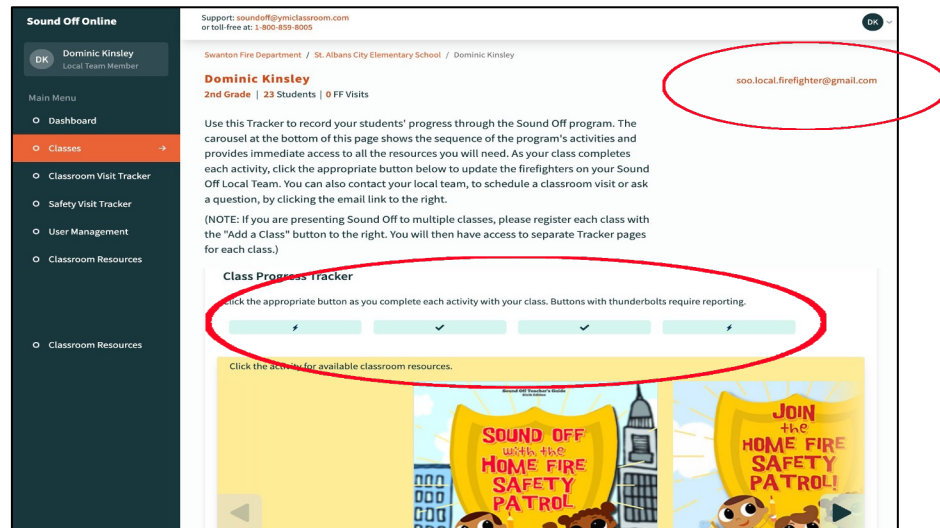 Sound Off Online
Support: soundoff@ymiclassroom.com
or toll-free at: 1-800-859-8005
DK
DK
Dominic Kinsley
Local Team Member
Main Menu
Dashboard
Classes
Classroom Visit Tracker
Safety Visit Tracker
User Management
Classroom Resources
Classroom Resources
Swanton Fire Department / St. Albans City Elementary School / Dominic Kinsley
Dominic Kinsley
soo.local.firefighter@gmail.com
2nd Grade | 23 Students | 0 FF Visits
Use this Tracker to record your students' progress through the Sound Off program. The
carousel at the bottom of this page shows the sequence of the program's activities and
provides immediate access to all the resources you will need. As your class completes
each activity, click the appropriate button below to update the firefighters on your Sound
Off Local Team. You can also contact your local team, to schedule a classroom visit or ask
a question, by clicking the email link to the right.
(NOTE: If you are presenting Sound Off to multiple classes, please register each class with
the "Add a Class" button to the right. You will then have access to separate Tracker pages
for each class.)
Class Progress Tracker
Click the appropriate button as you complete each activity with your class. Buttons with thunderbolts require reporting.
Click the activity for available classroom resources.
Sound Off Teacher's Guide
Sixth Edition
SOUND OFF
with the
HOME FIRE
SAFETY
PATROL
JOIN
the
HOME FIRE
SAFETY
PATROL!